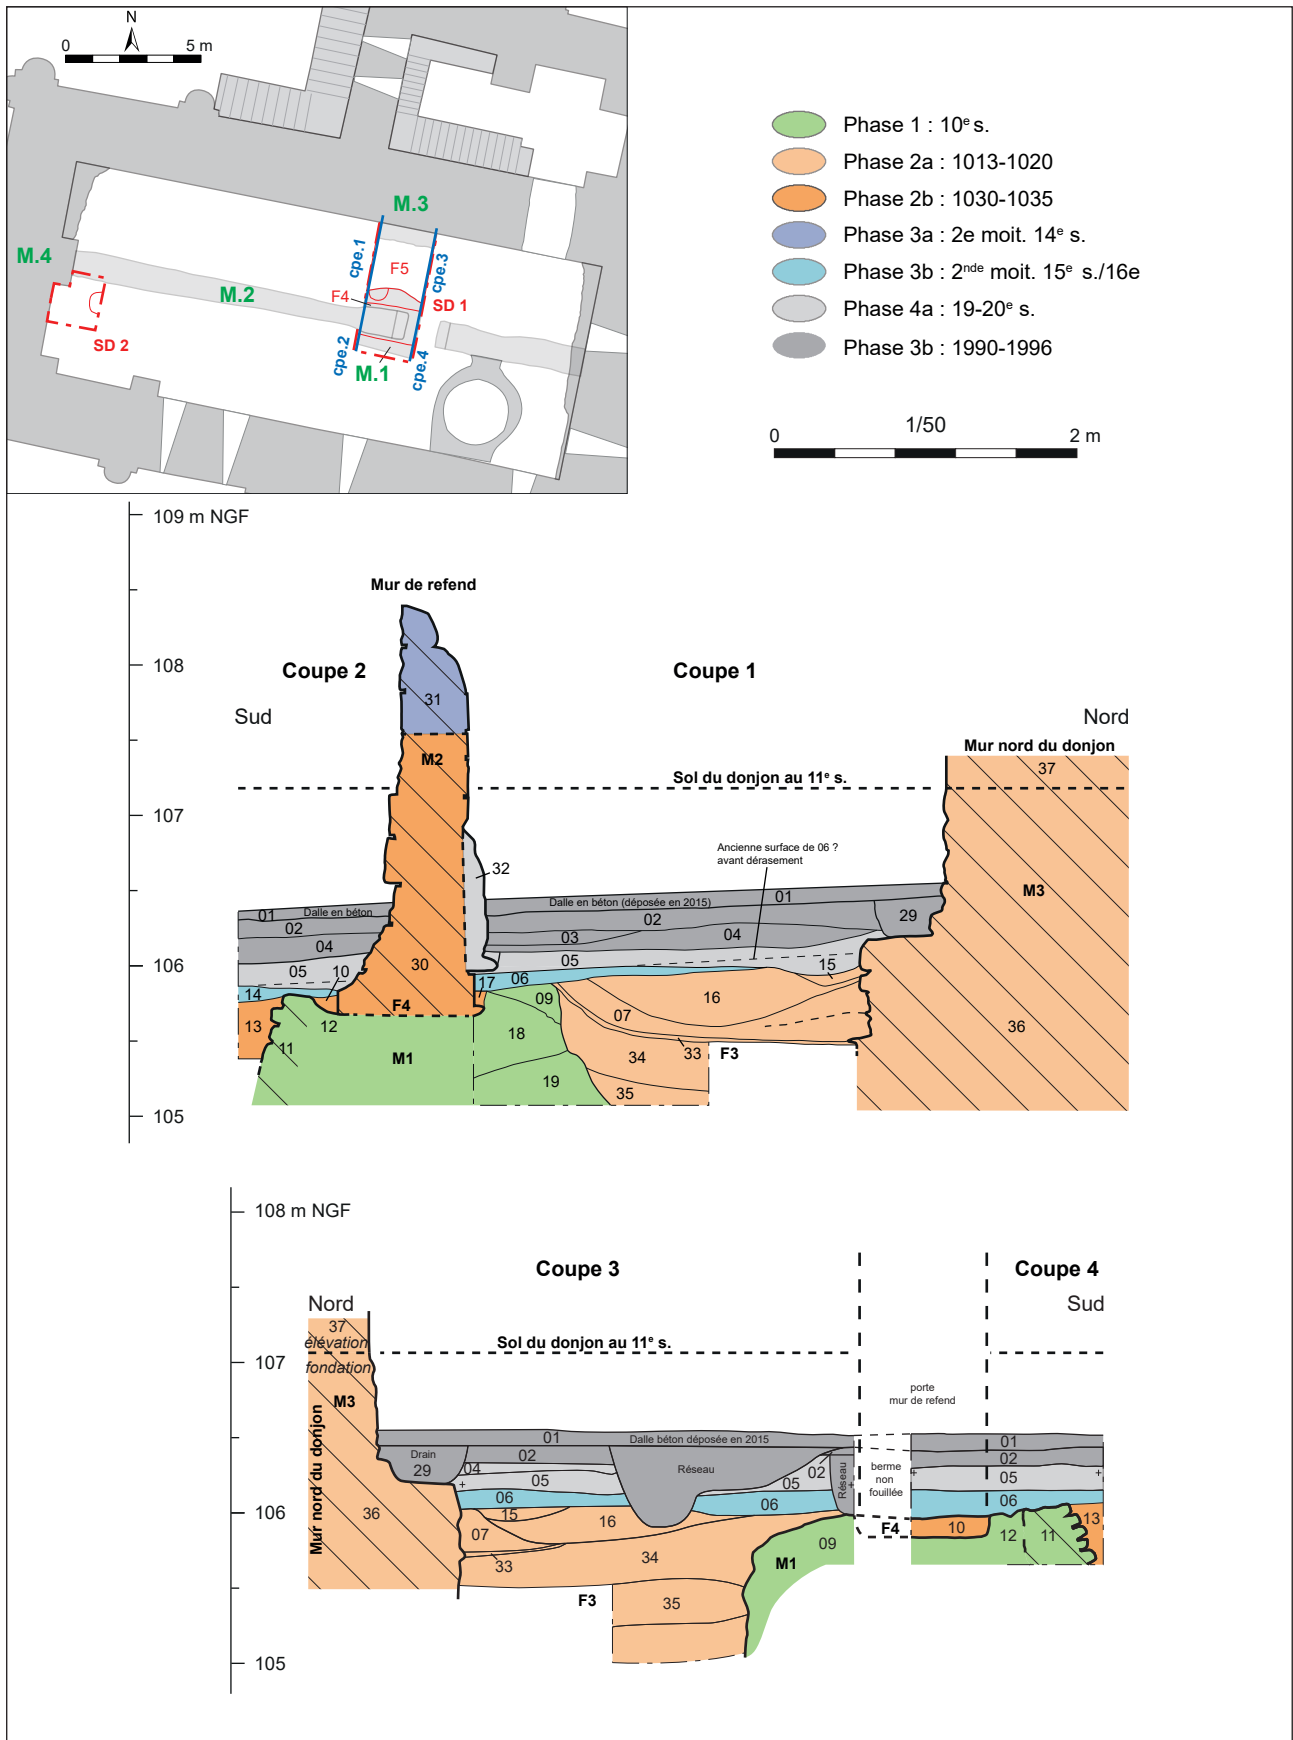 N
0 5 m
M.3
cpe.1
cpe.3
F5
M.4
F4
M.2
SD 1
SD 2
cpe.2
M.1
cpe.4
Phase 1 : 10e s.
Phase 2a : 1013-1020
Phase 2b : 1030-1035
Phase 3a : 2e moit. 14e s.
Phase 3b : 2nde moit. 15e s./16e
Phase 4a : 19-20e s.
Phase 3b : 1990-1996
1/50
0 2 m
109 m NGF
Mur de refend
108
Coupe 2
Coupe 1
31
Sud
Nord
Mur nord du donjon
M2
37
Sol du donjon au 11e s.
107
Ancienne surface de 06 ?
avant dérasement
32
M3
01 Dalle en béton
Dalle en béton (déposée en 2015) 01
02
02
29
04
03
04
106
05
10
30
05
15
14
17
06
09
16
F4
07
13
12
18
36
11
M1
33
F3
34
19
35
105
108 m NGF
Coupe 3
Coupe 4
Nord
Sud
37
élévation
Sol du donjon au 11e s.
107
fondation
porte
mur de refend
M3
Mur nord du donjon
01
Dalle béton déposée en 2015
01
Drain
02
02
29
04
Réseau
02
berme
non
fouillée
05
05
Réseau
05
06
06
06
106
36
15
16
10
13
07
F4
12
11
09
34
M1
33
F3
35
105